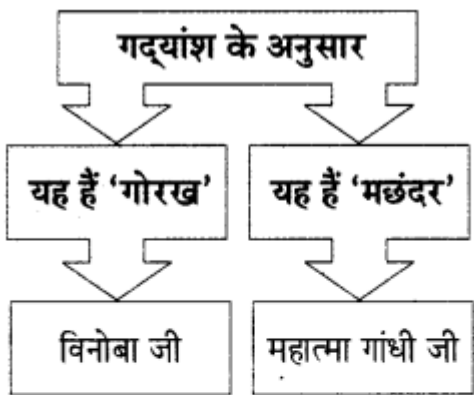 गद्‌यांश के अनुसार
यह हैं ‘गोरख’
यह हैं ‘मछंदर’
विनोबा जी
महात्मा गांधी जी